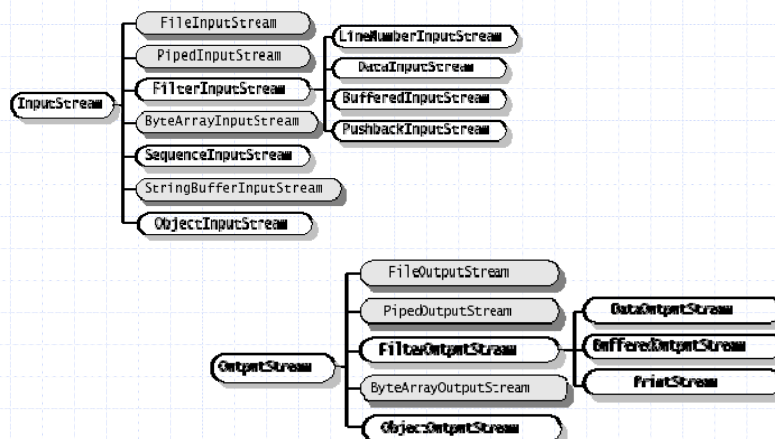 FileInputStream
LineNumberInputStream
PipedInputStream
DataInputStream
FilterInputStream
BufferedInputStream
InputStream
ByteArrayInputStream
PushbackInputStream
SequenceInputStream
StringBufferInputStream
ObjectInputStream
FileOutputStream
PipedOutputStream
DataOutputStream
FilterOutputStream
BufferedOutputStream
OutputStream
ByteArrayOutputStream
PrintStream
ObjectOutputStream